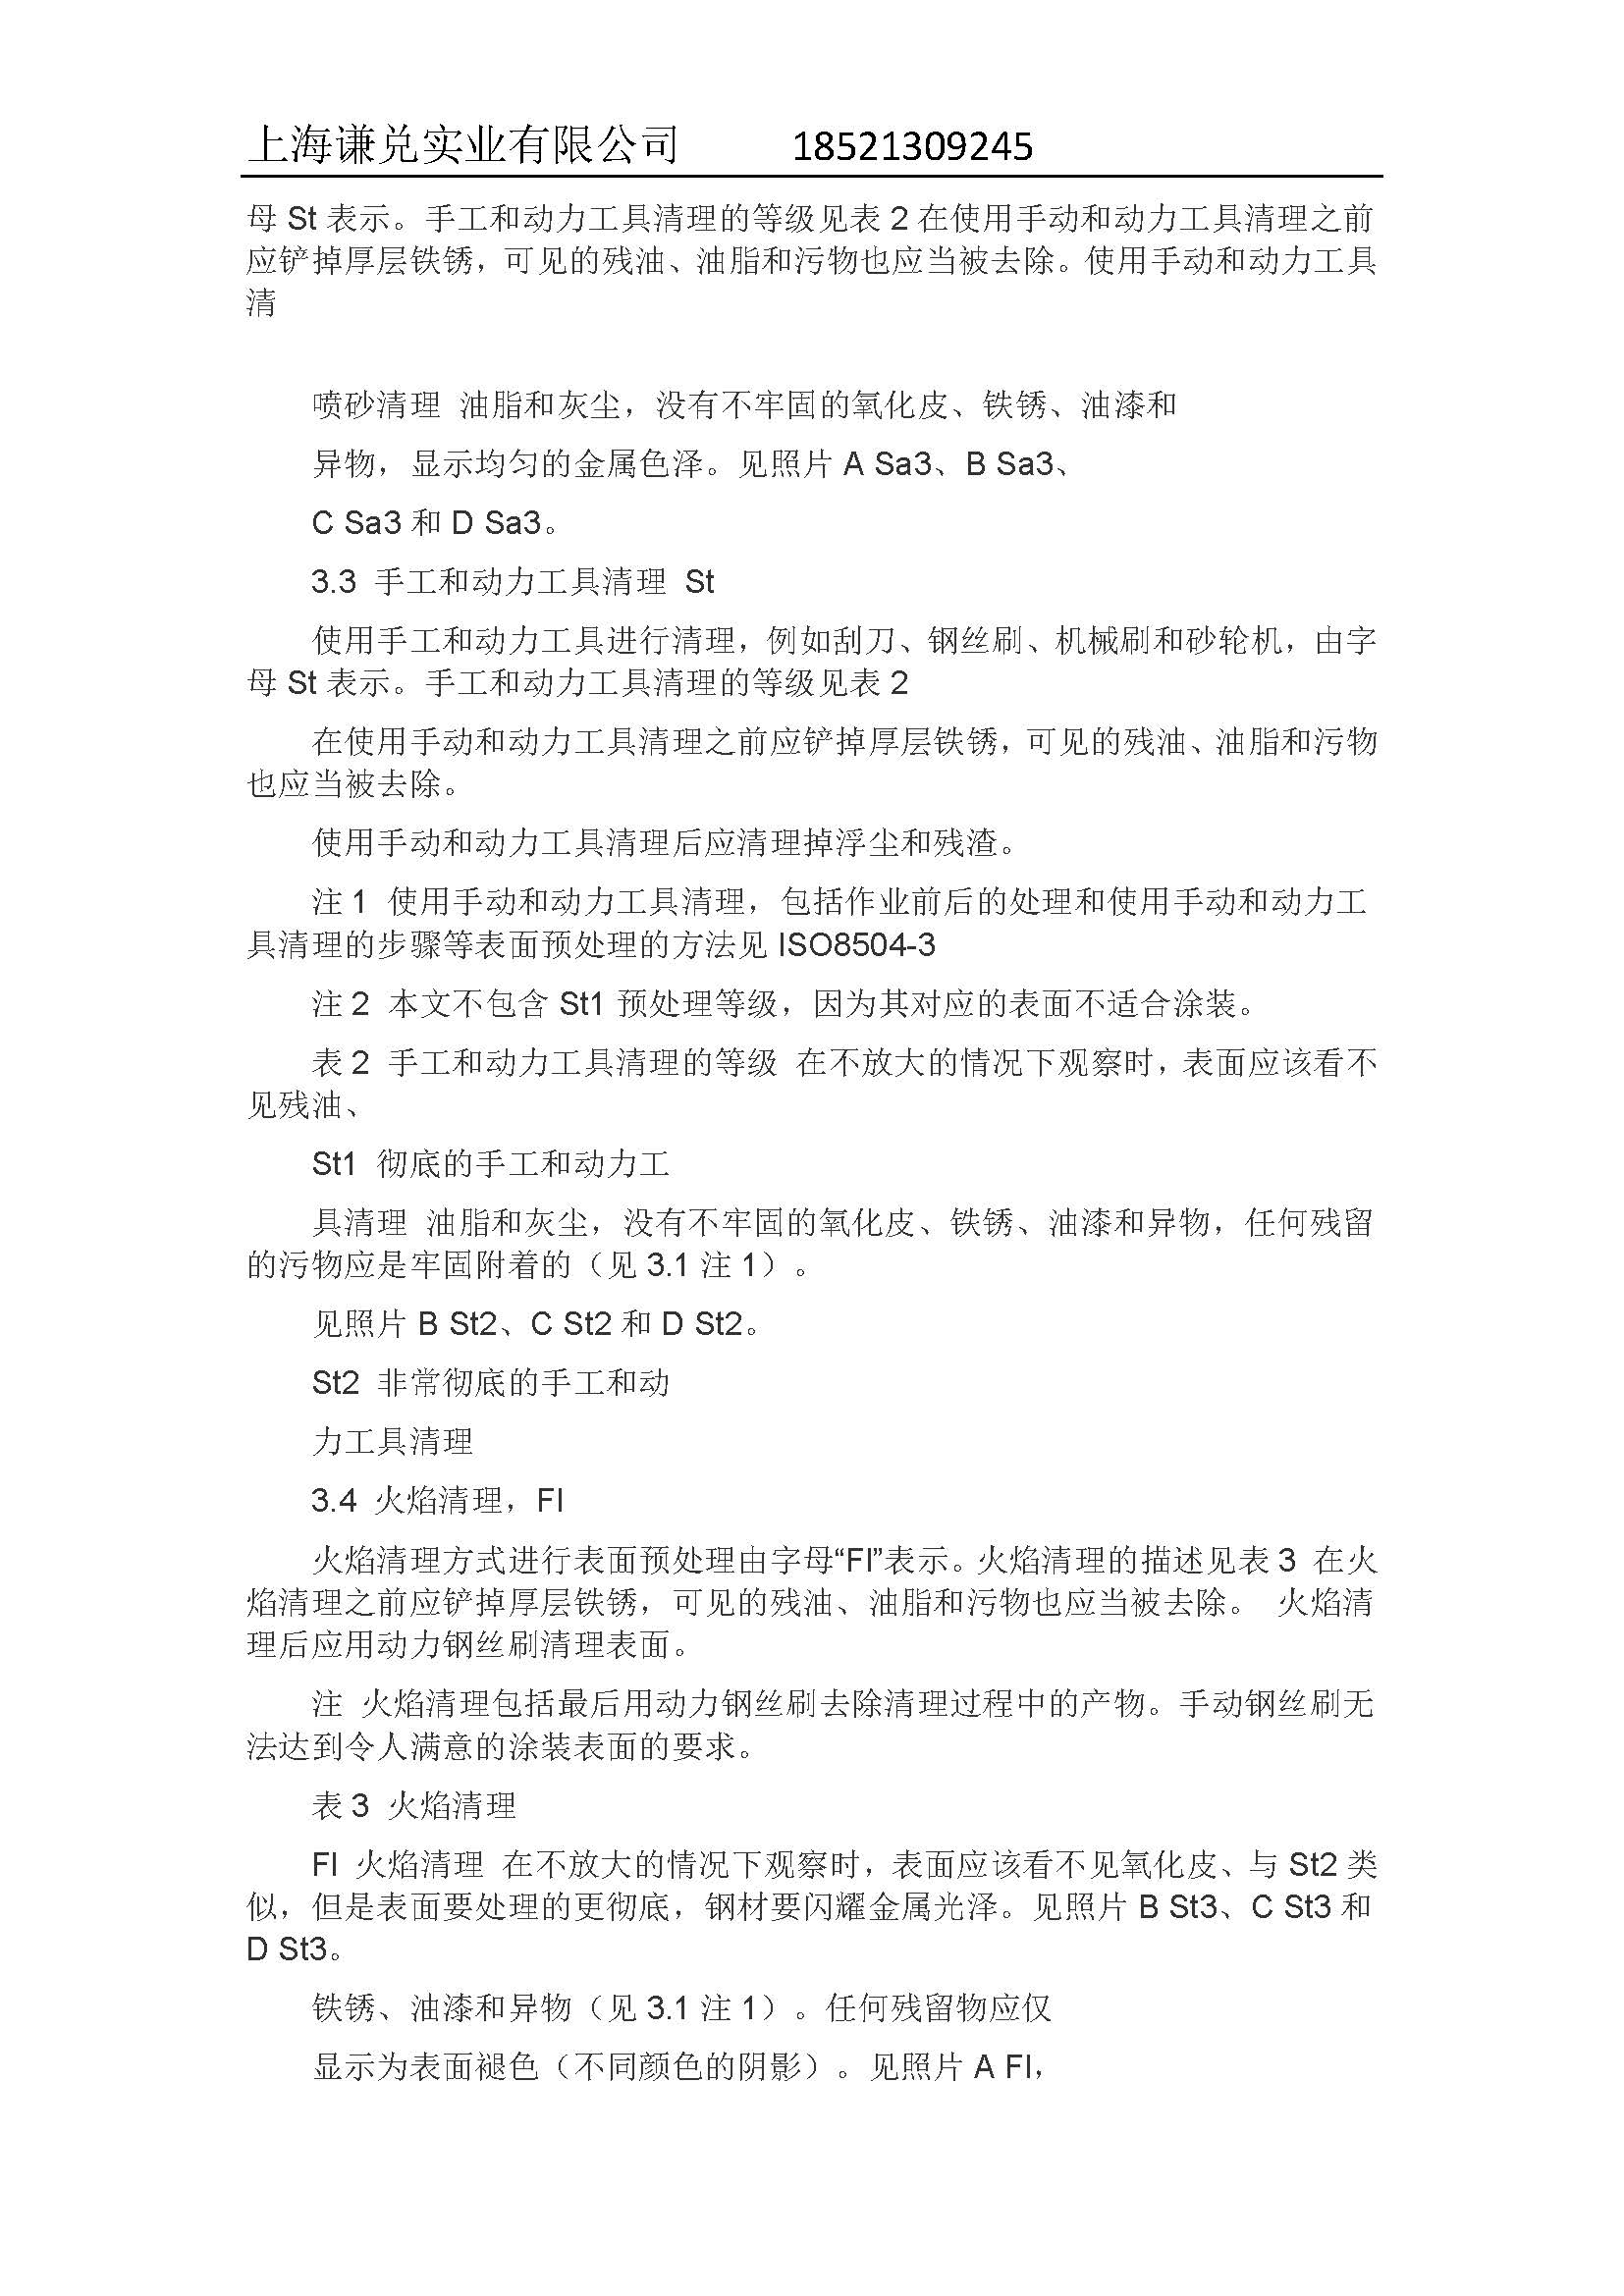 上海谦兑实业有限公司 18521309245
母 St 表示。手工和动力工具清理的等级见表 2 在使用手动和动力工具清理之前
应铲掉厚层铁锈，可见的残油、油脂和污物也应当被去除。使用手动和动力工具
清
喷砂清理 油脂和灰尘，没有不牢固的氧化皮、铁锈、油漆和
异物，显示均匀的金属色泽。见照片 A Sa3、B Sa3、
C Sa3 和 D Sa3。
3.3 手工和动力工具清理 St
使用手工和动力工具进行清理，例如刮刀、钢丝刷、机械刷和砂轮机，由字
母 St 表示。手工和动力工具清理的等级见表 2
在使用手动和动力工具清理之前应铲掉厚层铁锈，可见的残油、油脂和污物
也应当被去除。
使用手动和动力工具清理后应清理掉浮尘和残渣。
注 1 使用手动和动力工具清理，包括作业前后的处理和使用手动和动力工
具清理的步骤等表面预处理的方法见 ISO8504-3
注 2 本文不包含 St1 预处理等级，因为其对应的表面不适合涂装。
表 2 手工和动力工具清理的等级 在不放大的情况下观察时，表面应该看不
见残油、
St1 彻底的手工和动力工
具清理 油脂和灰尘，没有不牢固的氧化皮、铁锈、油漆和异物，任何残留
的污物应是牢固附着的（见 3.1 注 1）。
见照片 B St2、C St2 和 D St2。
St2 非常彻底的手工和动
力工具清理
3.4 火焰清理，Fl
火焰清理方式进行表面预处理由字母“Fl”表示。火焰清理的描述见表 3 在火
焰清理之前应铲掉厚层铁锈，可见的残油、油脂和污物也应当被去除。 火焰清
理后应用动力钢丝刷清理表面。
注 火焰清理包括最后用动力钢丝刷去除清理过程中的产物。手动钢丝刷无
法达到令人满意的涂装表面的要求。
表 3 火焰清理
Fl 火焰清理 在不放大的情况下观察时，表面应该看不见氧化皮、与 St2 类
似，但是表面要处理的更彻底，钢材要闪耀金属光泽。见照片 B St3、C St3 和
D St3。
铁锈、油漆和异物（见 3.1 注 1）。任何残留物应仅
显示为表面褪色（不同颜色的阴影）。见照片 A Fl，